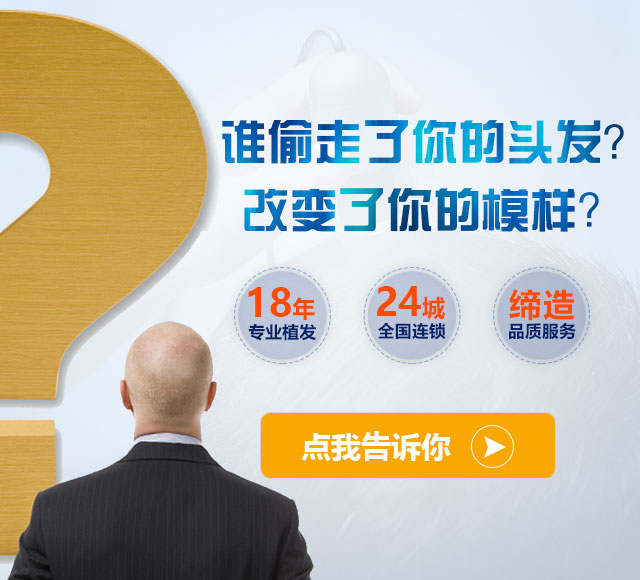 谁偷走了你的头发?
改变了你的模样?
18年
专业植发
24城
全国连锁
缔造
品质服务
点我告诉你